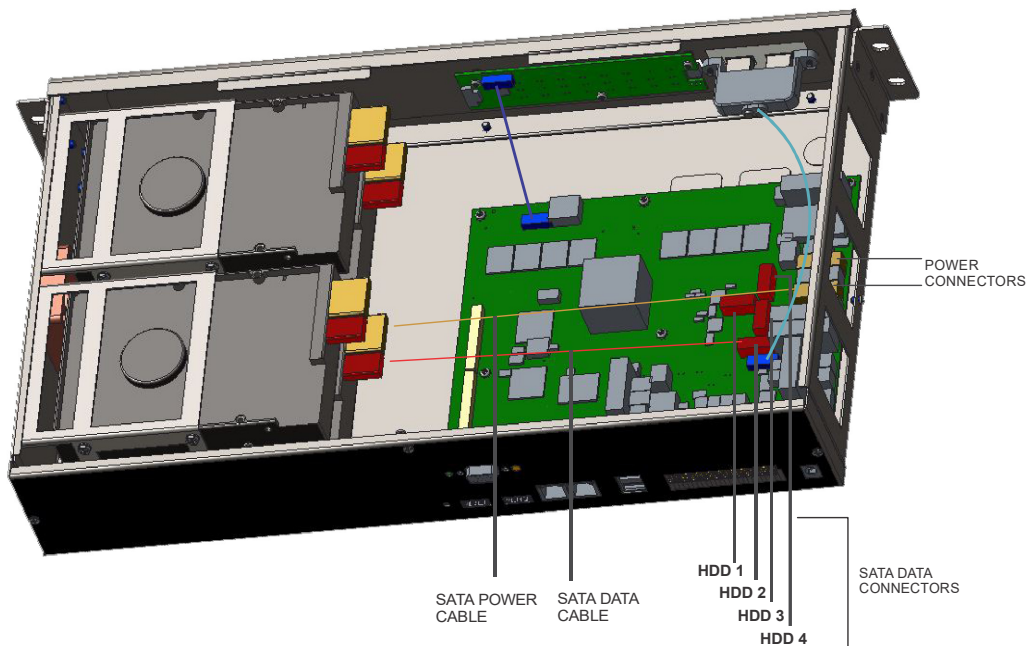 POWER
CONNECTORS
SATA POWER
CABLE
SATA DATA
CABLE
HDD 1
HDD 2
HDD 3
HDD 4
SATA DATA
CONNECTORS